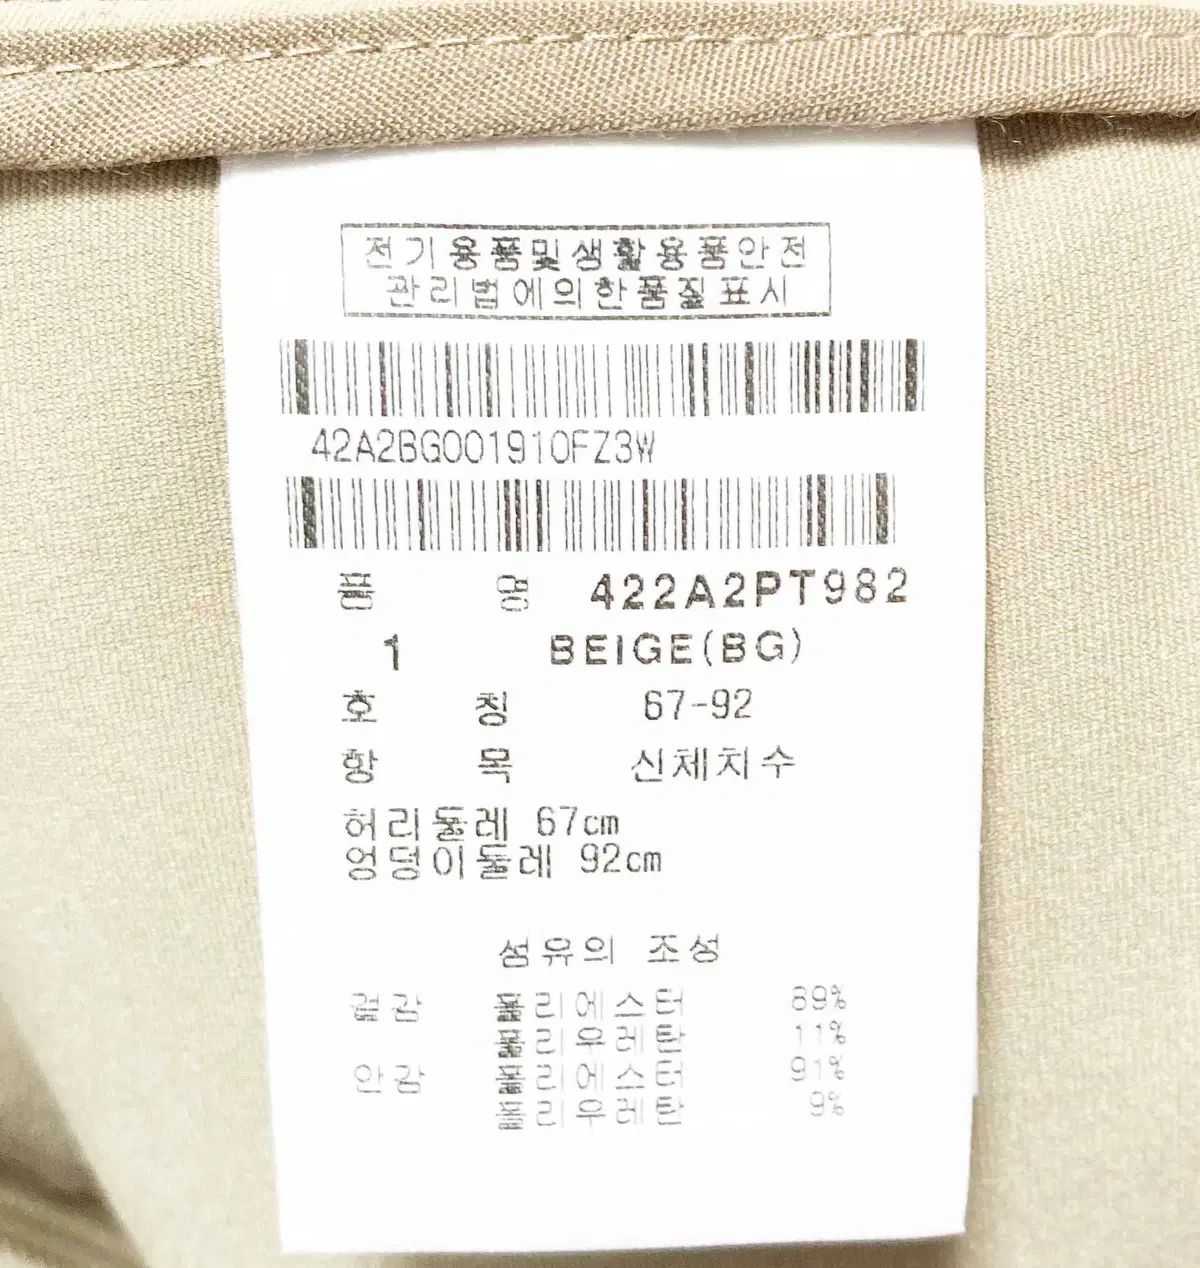 전기용품및생활용품안전
관리법에의한품질표시
42A2BG001910FZ3W
품 명 422A2PT982
1 BEIGE(BG)
호 칭 67-92
항 목 신체치수
허리둘레 67cm
엉덩이둘레 92cm
섬유의 조성
겉감 폴리에스터 89%
폴리우레탄 11%
안감 폴리에스터 91%
폴리우레탄 9%